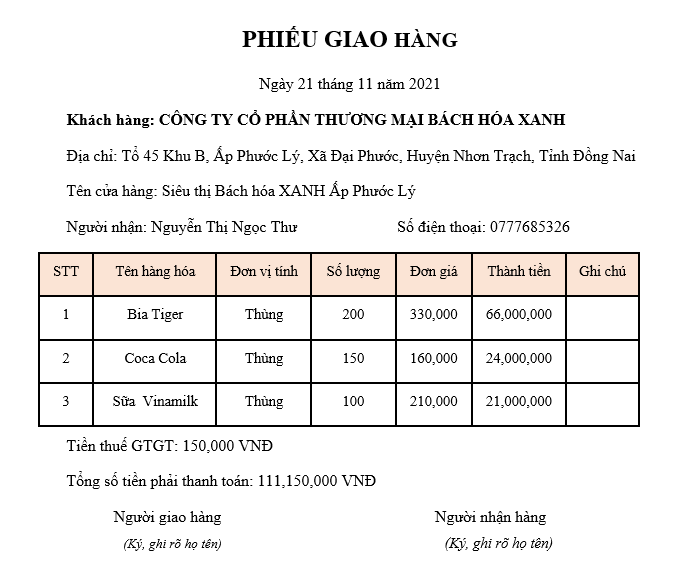 PHIẾU GIAO HÀNG
Ngày 21 tháng 11 năm 2021
Khách hàng: CÔNG TY CỔ PHẦN THƯƠNG MẠI BÁCH HÓA XANH
Địa chỉ: Tổ 45 Khu B, Ấp Phước Lý, Xã Đại Phước, Huyện Nhơn Trạch, Tỉnh Đồng Nai
Tên cửa hàng: Siêu thị Bách hóa XANH Ấp Phước Lý
Người nhận: Nguyễn Thị Ngọc Thư Số điện thoại: 0777685326
STT Tên hàng hóa Đơn vị tính Số lượng Đơn giá Thành tiền Ghi chú
1 Bia Tiger Thùng 200 330,000 66,000,000
2 Coca Cola Thùng 150 160,000 24,000,000
3 Sữa Vinamilk Thùng 100 210,000 21,000,000
Tiền thuế GTGT: 150,000 VNĐ
Tổng số tiền phải thanh toán: 111,150,000 VNĐ
Người giao hàng Người nhận hàng
(Ký, ghi rõ họ tên) (Ký, ghi rõ họ tên)